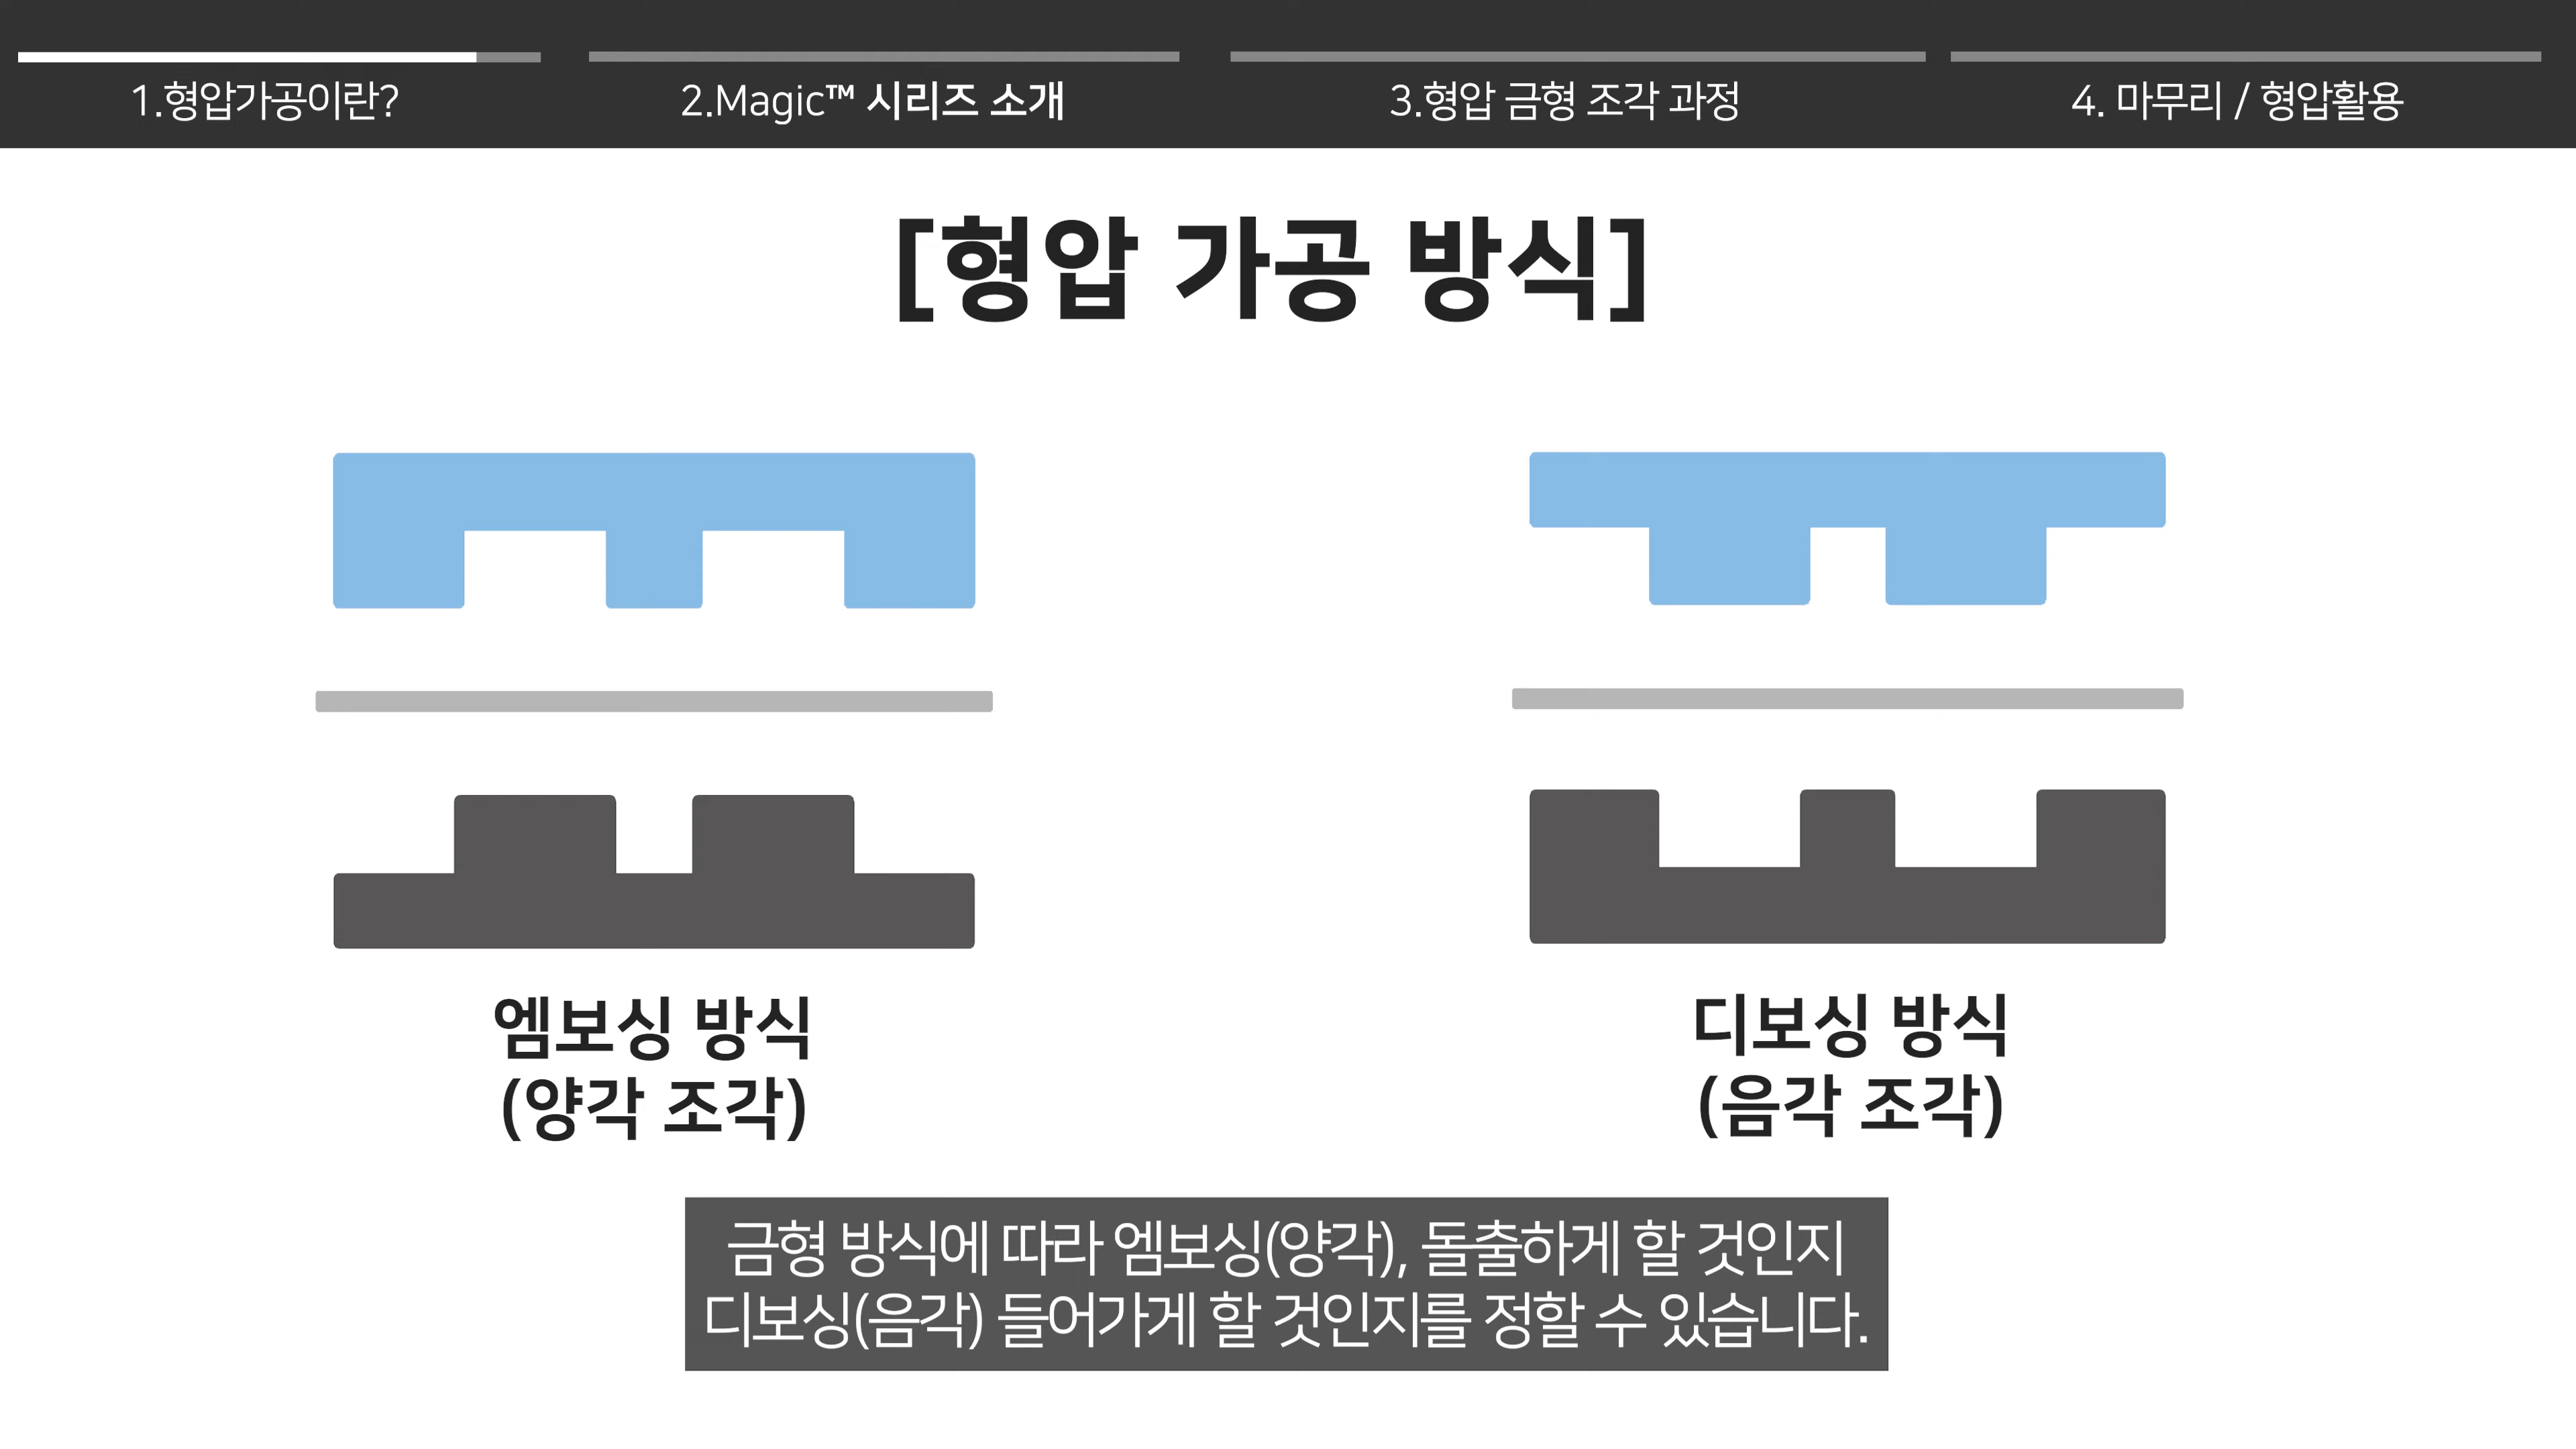 1.형압가공이란?
2.Magic™ 시리즈 소개
3.형압 금형 조각 과정
4. 마무리 / 형압활용
[형압 가공 방식]
엠보싱 방식
(양각 조각)
디보싱 방식
(음각 조각)
금형 방식에 따라 엠보싱(양각), 돌출하게 할 것인지
디보싱(음각) 들어가게 할 것인지를 정할 수 있습니다.